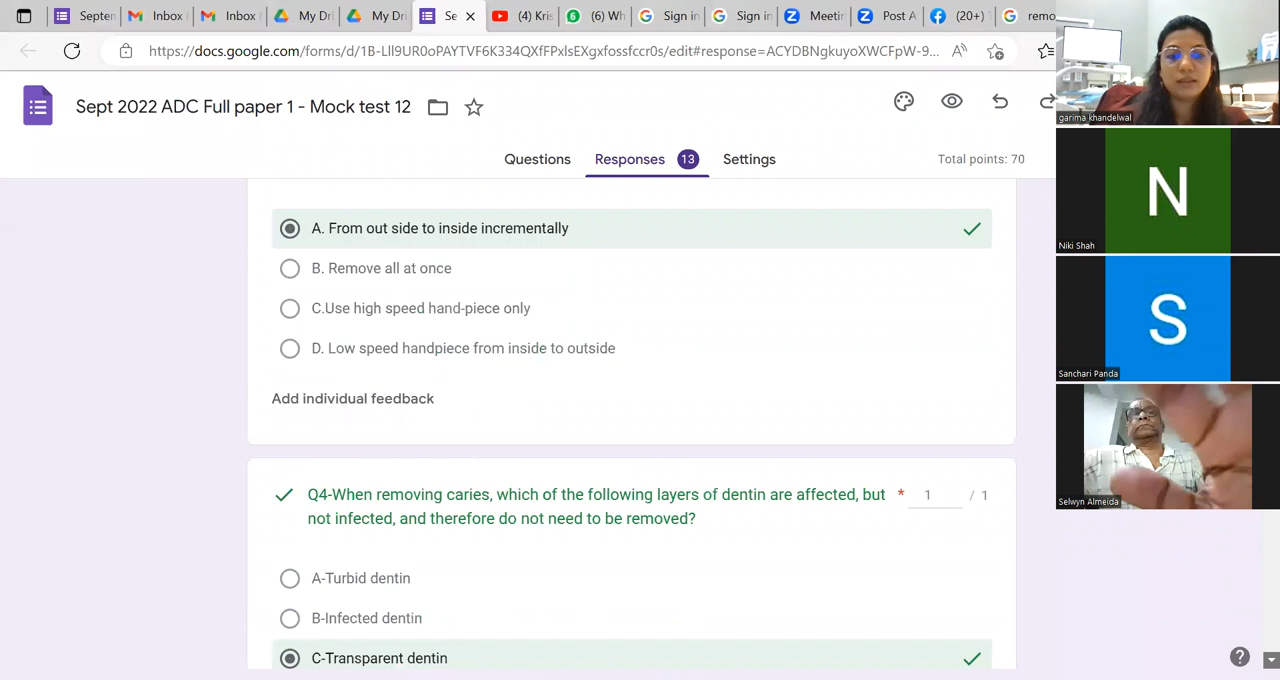 Septem
Inbox (
Inbox (
My Dri
My Dri
Se
(4) Kris
(6) Wh
Sign in
Sign in
Meetin
Post A
(20+)
remo
https://docs.google.com/forms/d/1B-Lll9UR0oPAYTVF6K334QXfFPxlsEXgxfossfccr0s/edit#response=ACYDBNgkuyoXWCFpW-9...
Sept 2022 ADC Full paper 1 - Mock test 12
Questions
Responses 13
Settings
Total points: 70
A. From out side to inside incrementally
B. Remove all at once
C.Use high speed hand-piece only
D. Low speed handpiece from inside to outside
Add individual feedback
Q4-When removing caries, which of the following layers of dentin are affected, but * 1 / 1
not infected, and therefore do not need to be removed?
A-Turbid dentin
B-Infected dentin
C-Transparent dentin
garima khandelwal
N
Niki Shah
S
Sanchari Panda
Selwyn Almeida